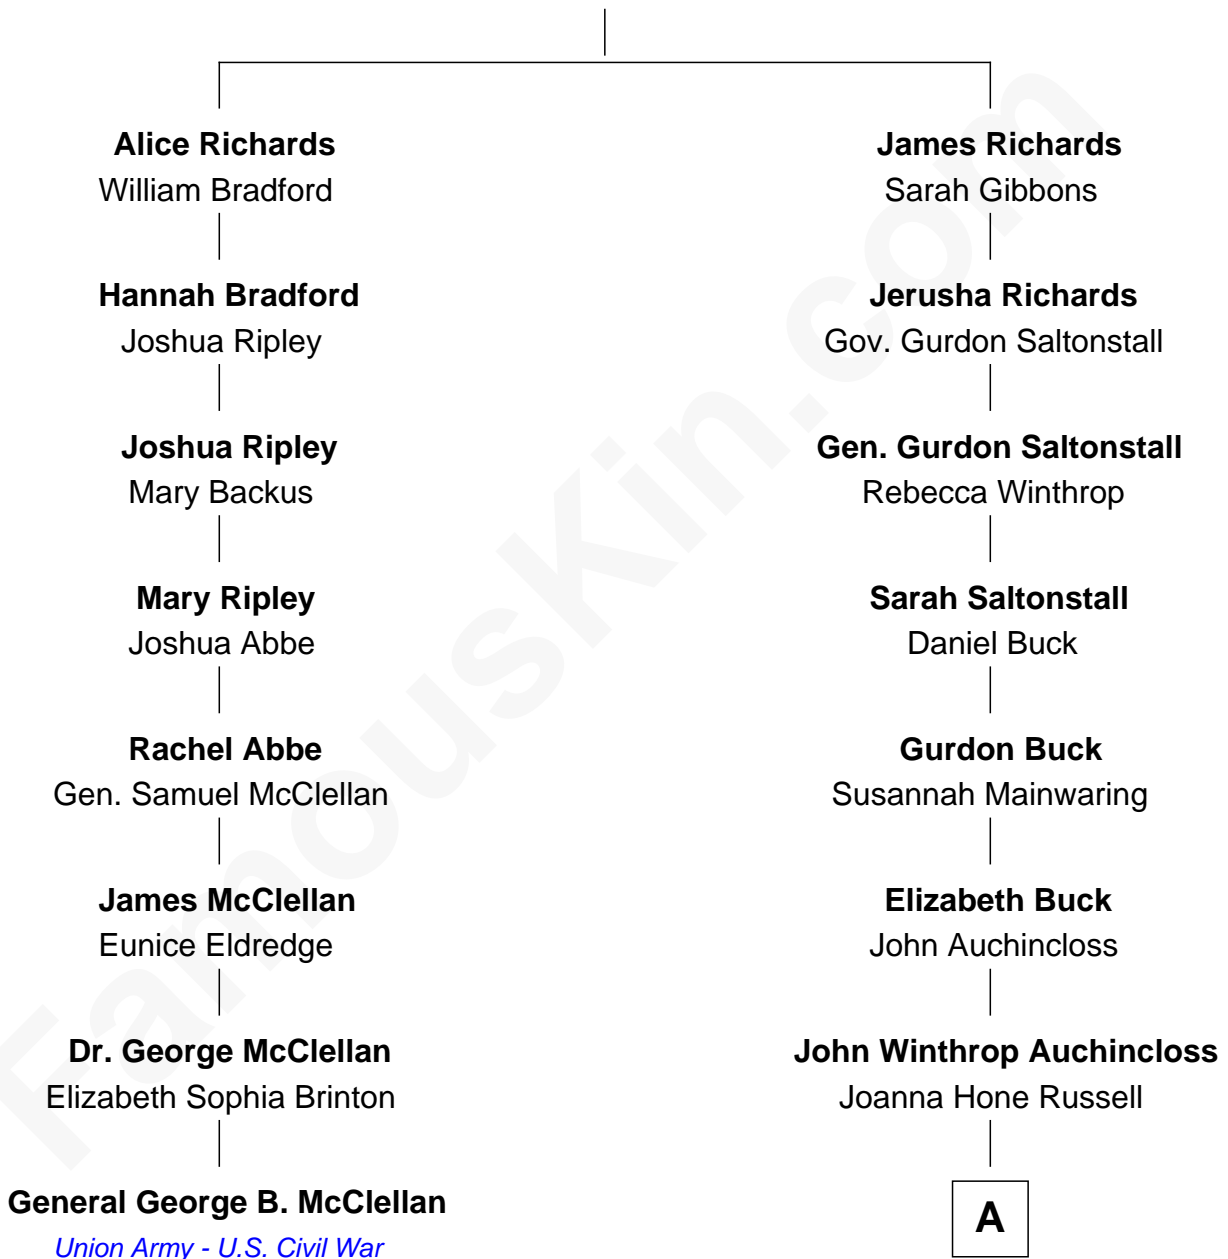 Alice Richards
William Bradford
Hannah Bradford
Joshua Ripley
Joshua Ripley
Mary Backus
Mary Ripley
Joshua Abbe
Rachel Abbe
Gen. Samuel McClellan
James McClellan
Eunice Eldredge
Dr. George McClellan
Elizabeth Sophia Brinton
General George B. McClellan
Union Army - U.S. Civil War
James Richards
Sarah Gibbons
Jerusha Richards
Gov. Gurdon Saltonstall
Gen. Gurdon Saltonstall
Rebecca Winthrop
Sarah Saltonstall
Daniel Buck
Gurdon Buck
Susannah Mainwaring
Elizabeth Buck
John Auchincloss
John Winthrop Auchincloss
Joanna Hone Russell
A
FamousKin.com